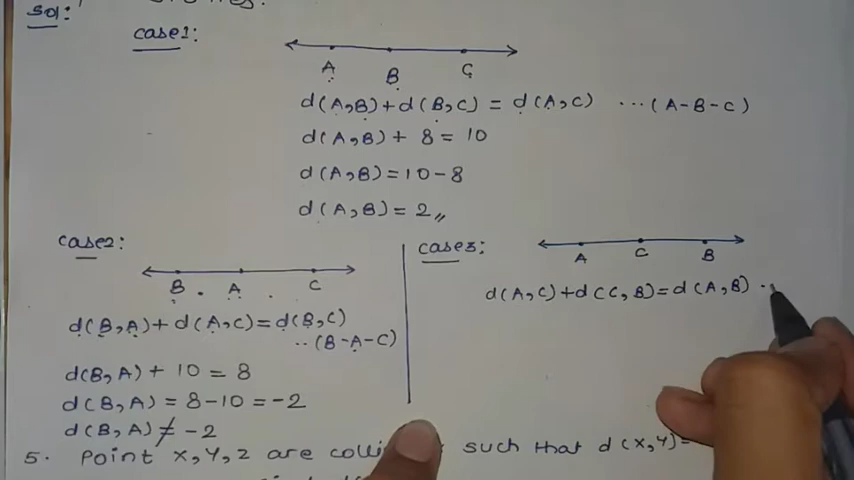 Sol:
case1:
A B C
d(A,B)+d(B,C) = d(A,C) ...(A-B-C)
d(A,B) + 8 = 10
d(A,B) = 10-8
d(A,B) = 2〃
case2:
B A C
d(B,A)+d(A,C)=d(B,C)
..(B-A-C)
d(B,A) + 10 = 8
d(B,A) = 8-10 = -2
d(B,A) ≠ -2
case3:
A C B
d(A,C)+d(C,B)=d(A,B) ..
5. Point x,y,z are such that d(x,y)=